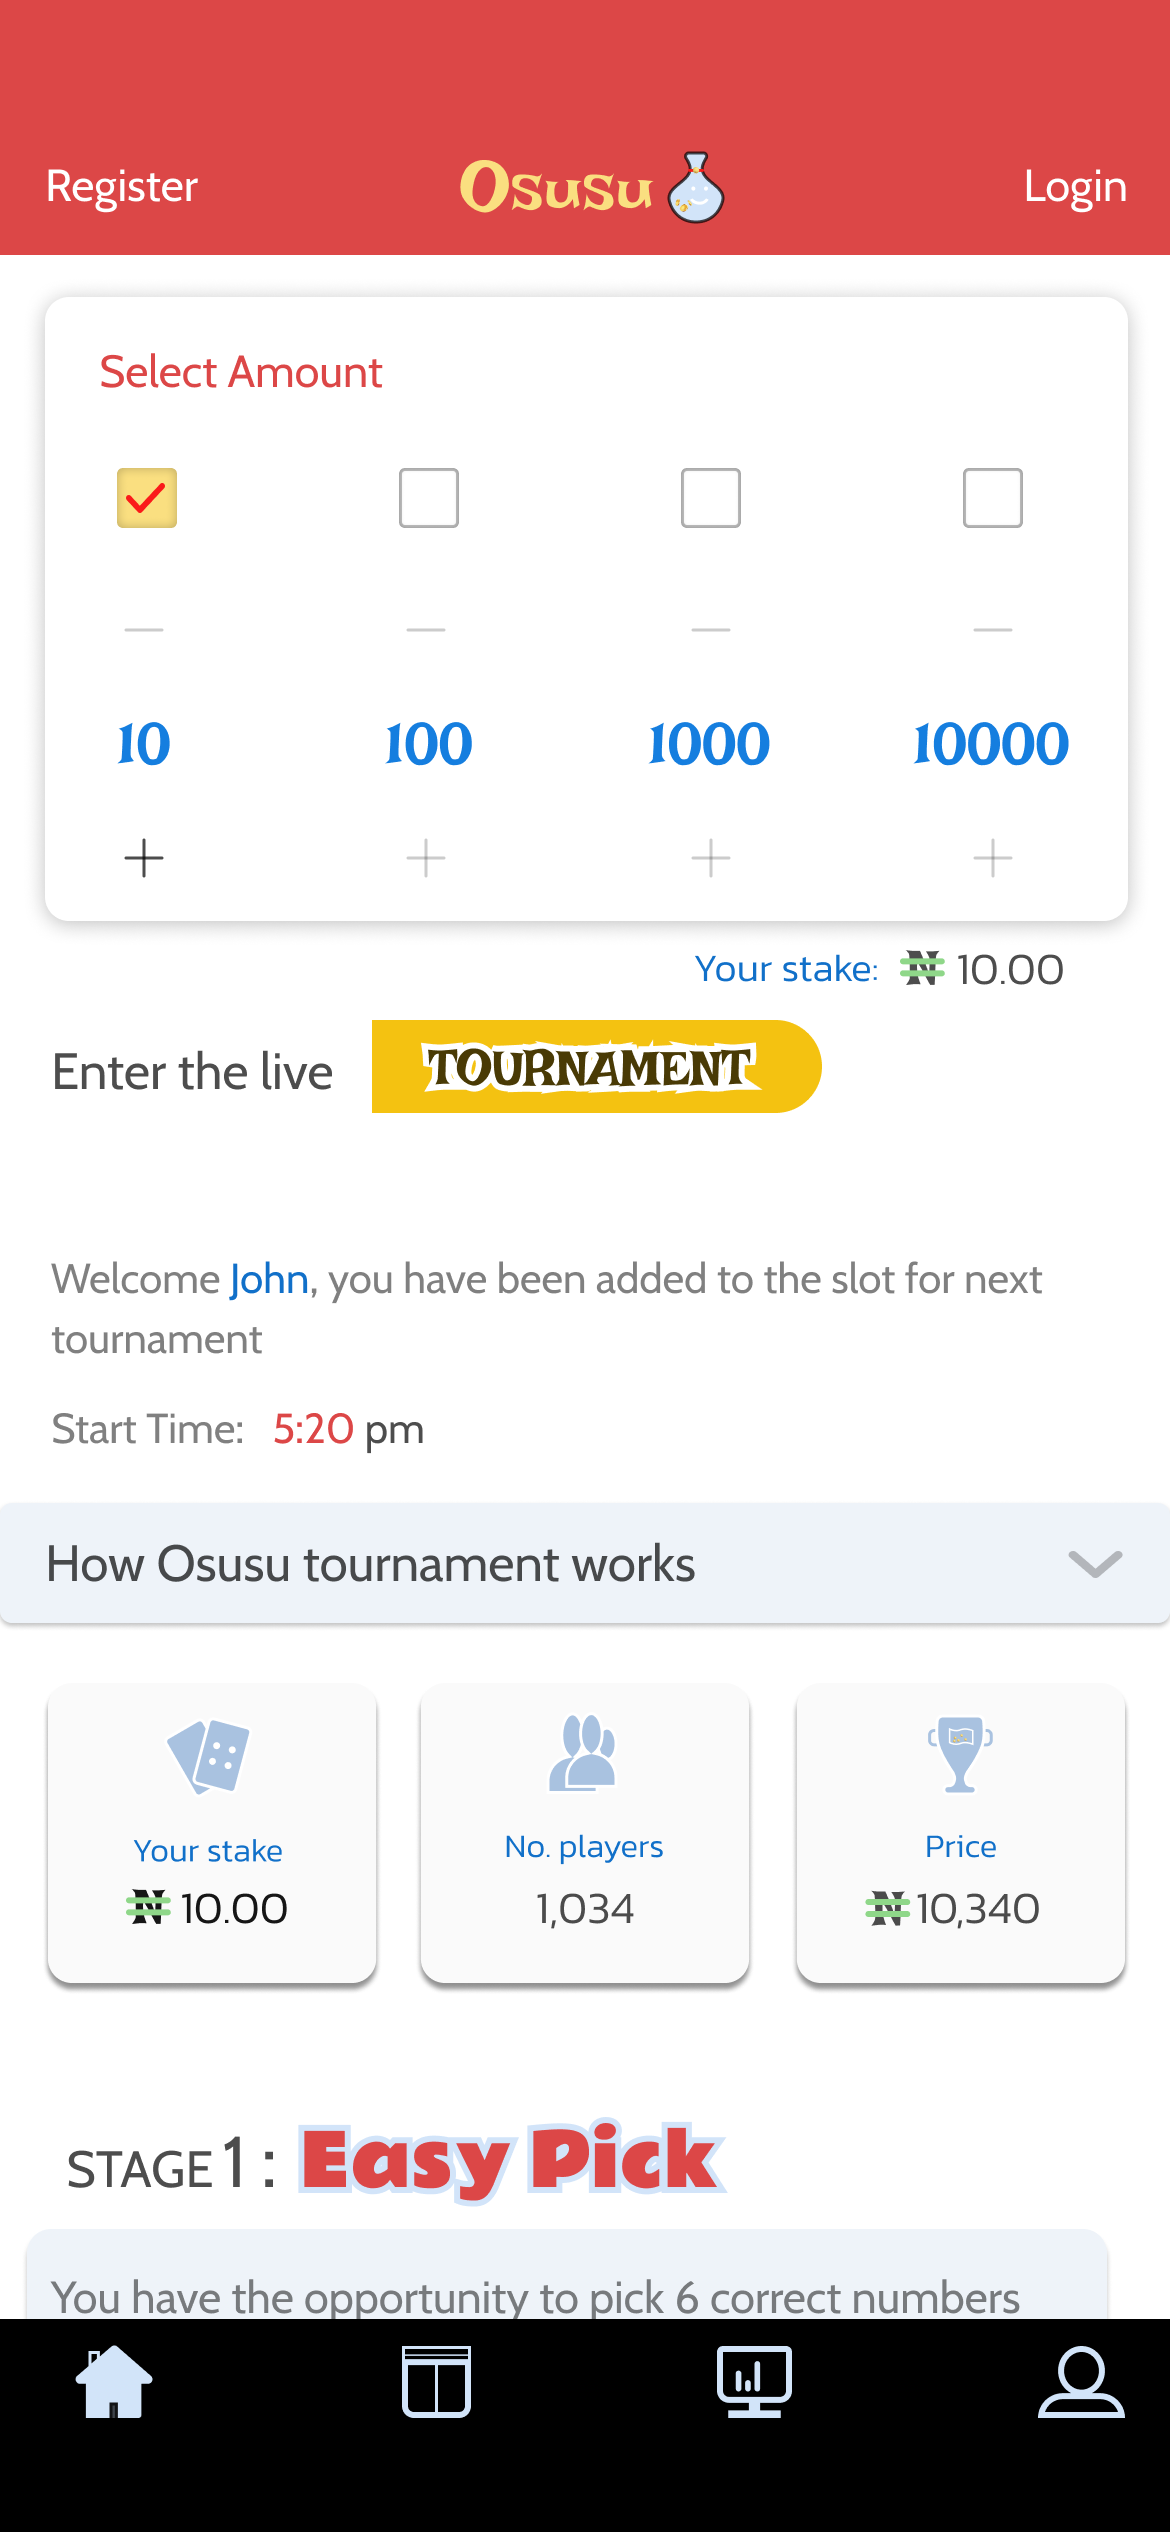 Register
Osusu
Login
Select Amount
10 100 1000 10000
Your stake: ₦ 10.00
Enter the live TOURNAMENT
Welcome John, you have been added to the slot for next
tournament
Start Time: 5:20 pm
How Osusu tournament works
Your stake
₦ 10.00
No. players
1,034
Price
₦ 10,340
STAGE 1 : Easy Pick
You have the opportunity to pick 6 correct numbers